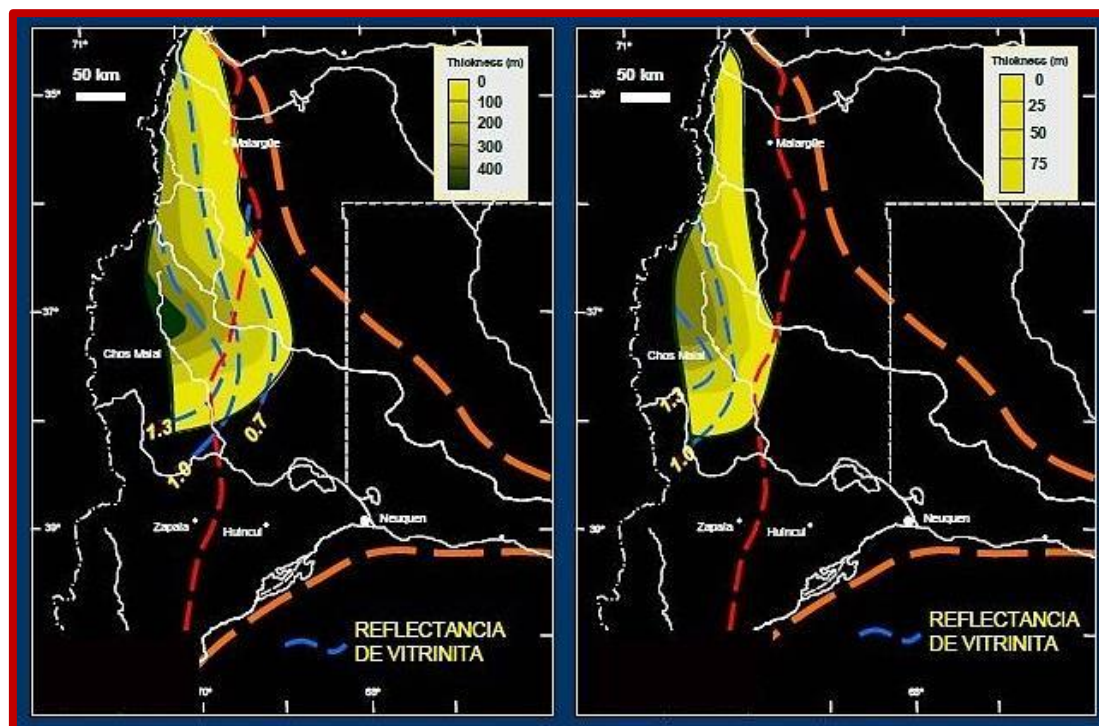 71°
50 km
Thickness (m)
0
100
200
300
400
35°
Malargüe
37°
Chos Malal
1.3
1.0
0.7
39°
Zapala
Huincul
Neuquen
REFLECTANCIA
DE VITRINITA
70°
68°
71°
50 km
Thickness (m)
0
25
50
75
35°
Malargüe
37°
Chos Malal
1.3
1.0
39°
Zapala
Huincul
Neuquen
REFLECTANCIA
DE VITRINITA
68°